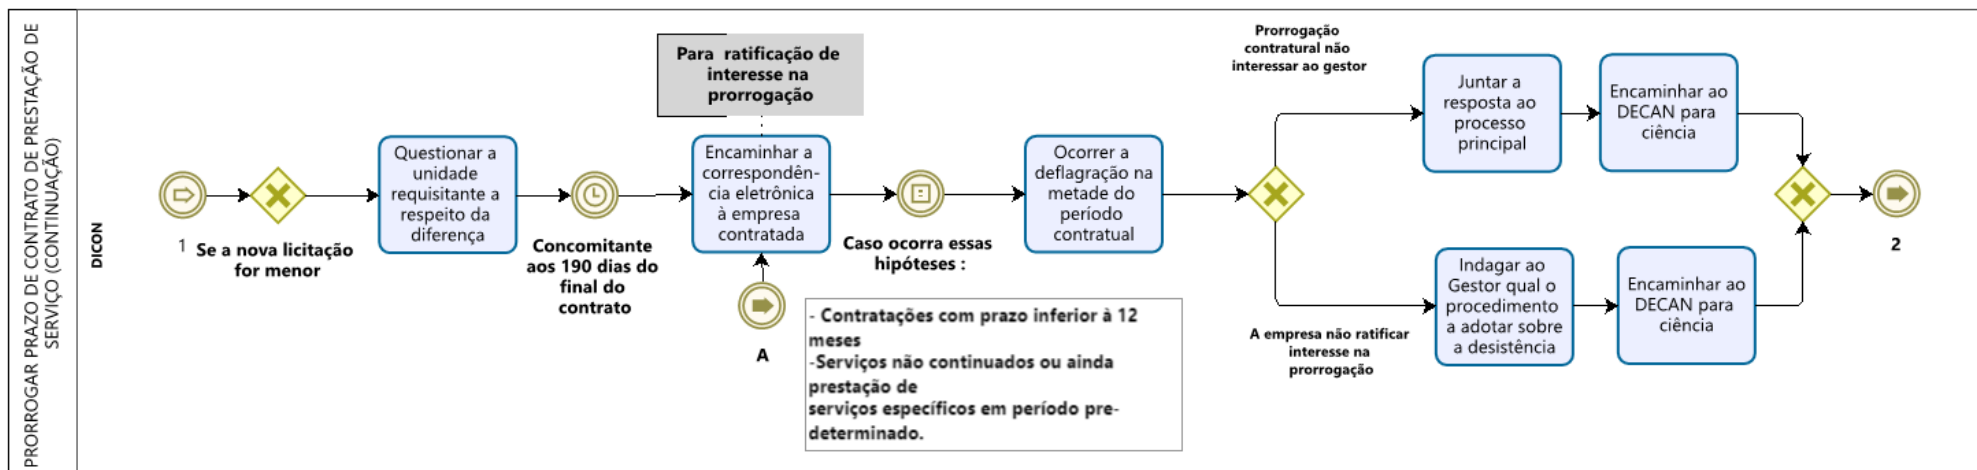 PRORROGAR PRAZO DE CONTRATO DE PRESTAÇÃO DE
SERVIÇO (CONTINUAÇÃO)
DICON
1
Se a nova licitação
for menor
Questionar a
unidade
requisitante a
respeito da
diferença
Concomitante
aos 190 dias do
final do
contrato
Para ratificação de
interesse na
prorrogação
Encaminhar a
correspondên-
cia eletrônica
à empresa
contratada
A
Caso ocorra essas
hipóteses :
- Contratações com prazo inferior à 12
meses
-Serviços não continuados ou ainda
prestação de
serviços específicos em período pre-
determinado.
Ocorrer a
deflagração na
metade do
período
contratual
Prorrogação
contratural não
interessar ao gestor
Juntar a
resposta ao
processo
principal
Encaminhar ao
DECAN para
ciência
A empresa não ratificar
interesse na
prorrogação
Indagar ao
Gestor qual o
procedimento
a adotar sobre
a desistência
Encaminhar ao
DECAN para
ciência
2